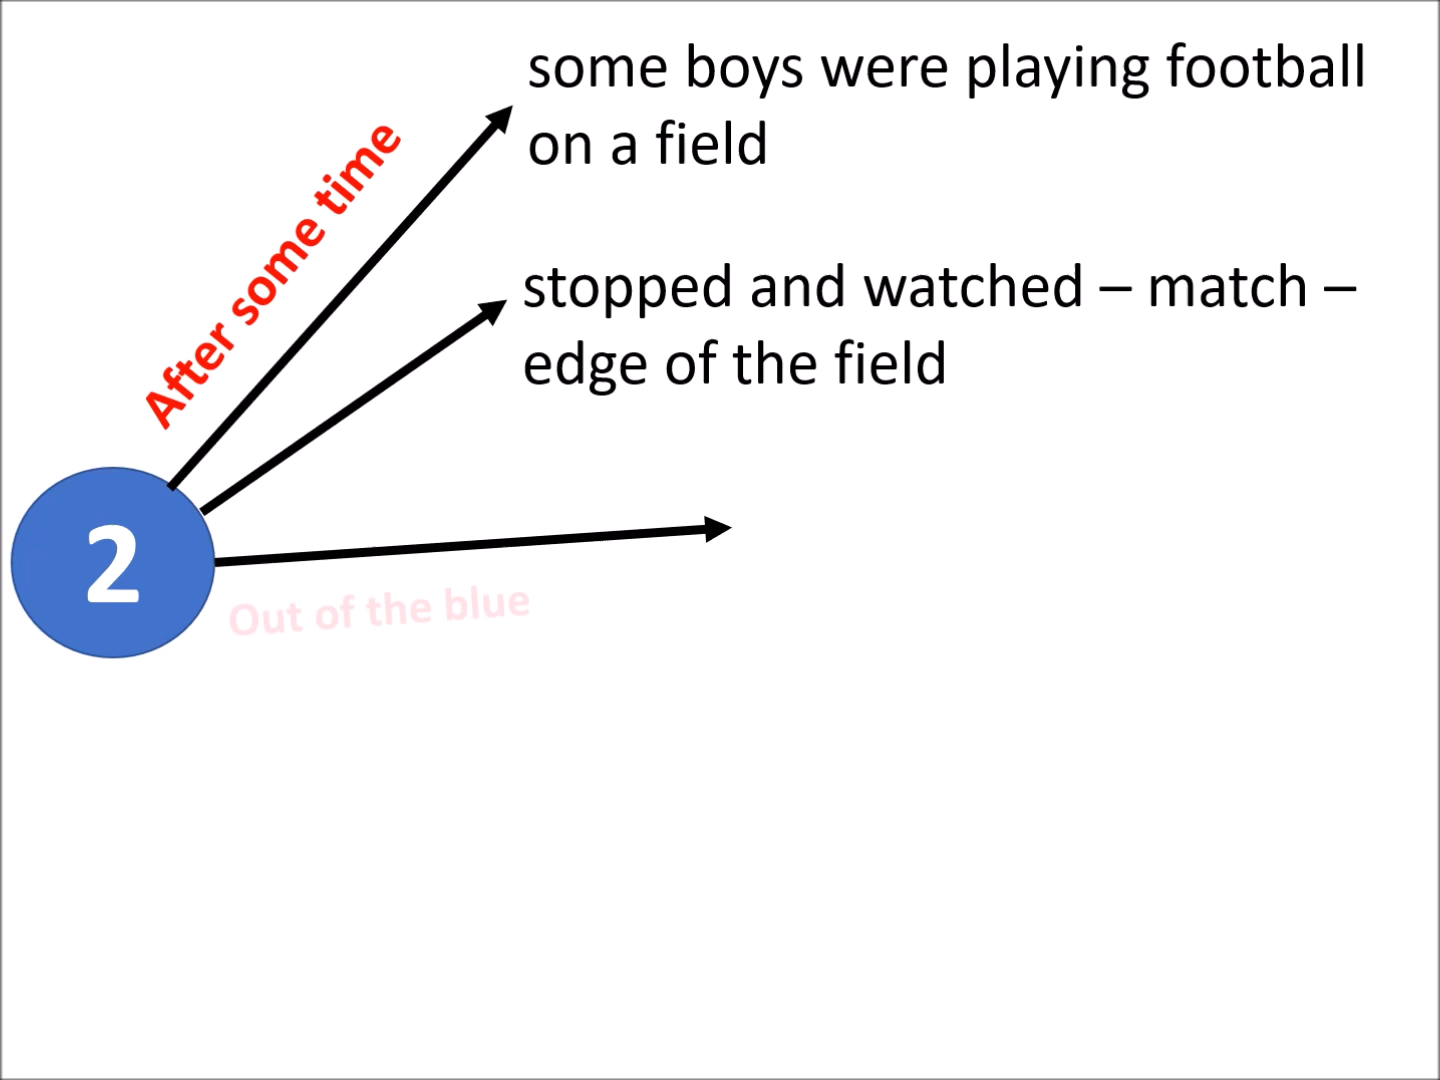 some boys were playing football
on a field
After some time
stopped and watched – match –
edge of the field
2
Out of the blue